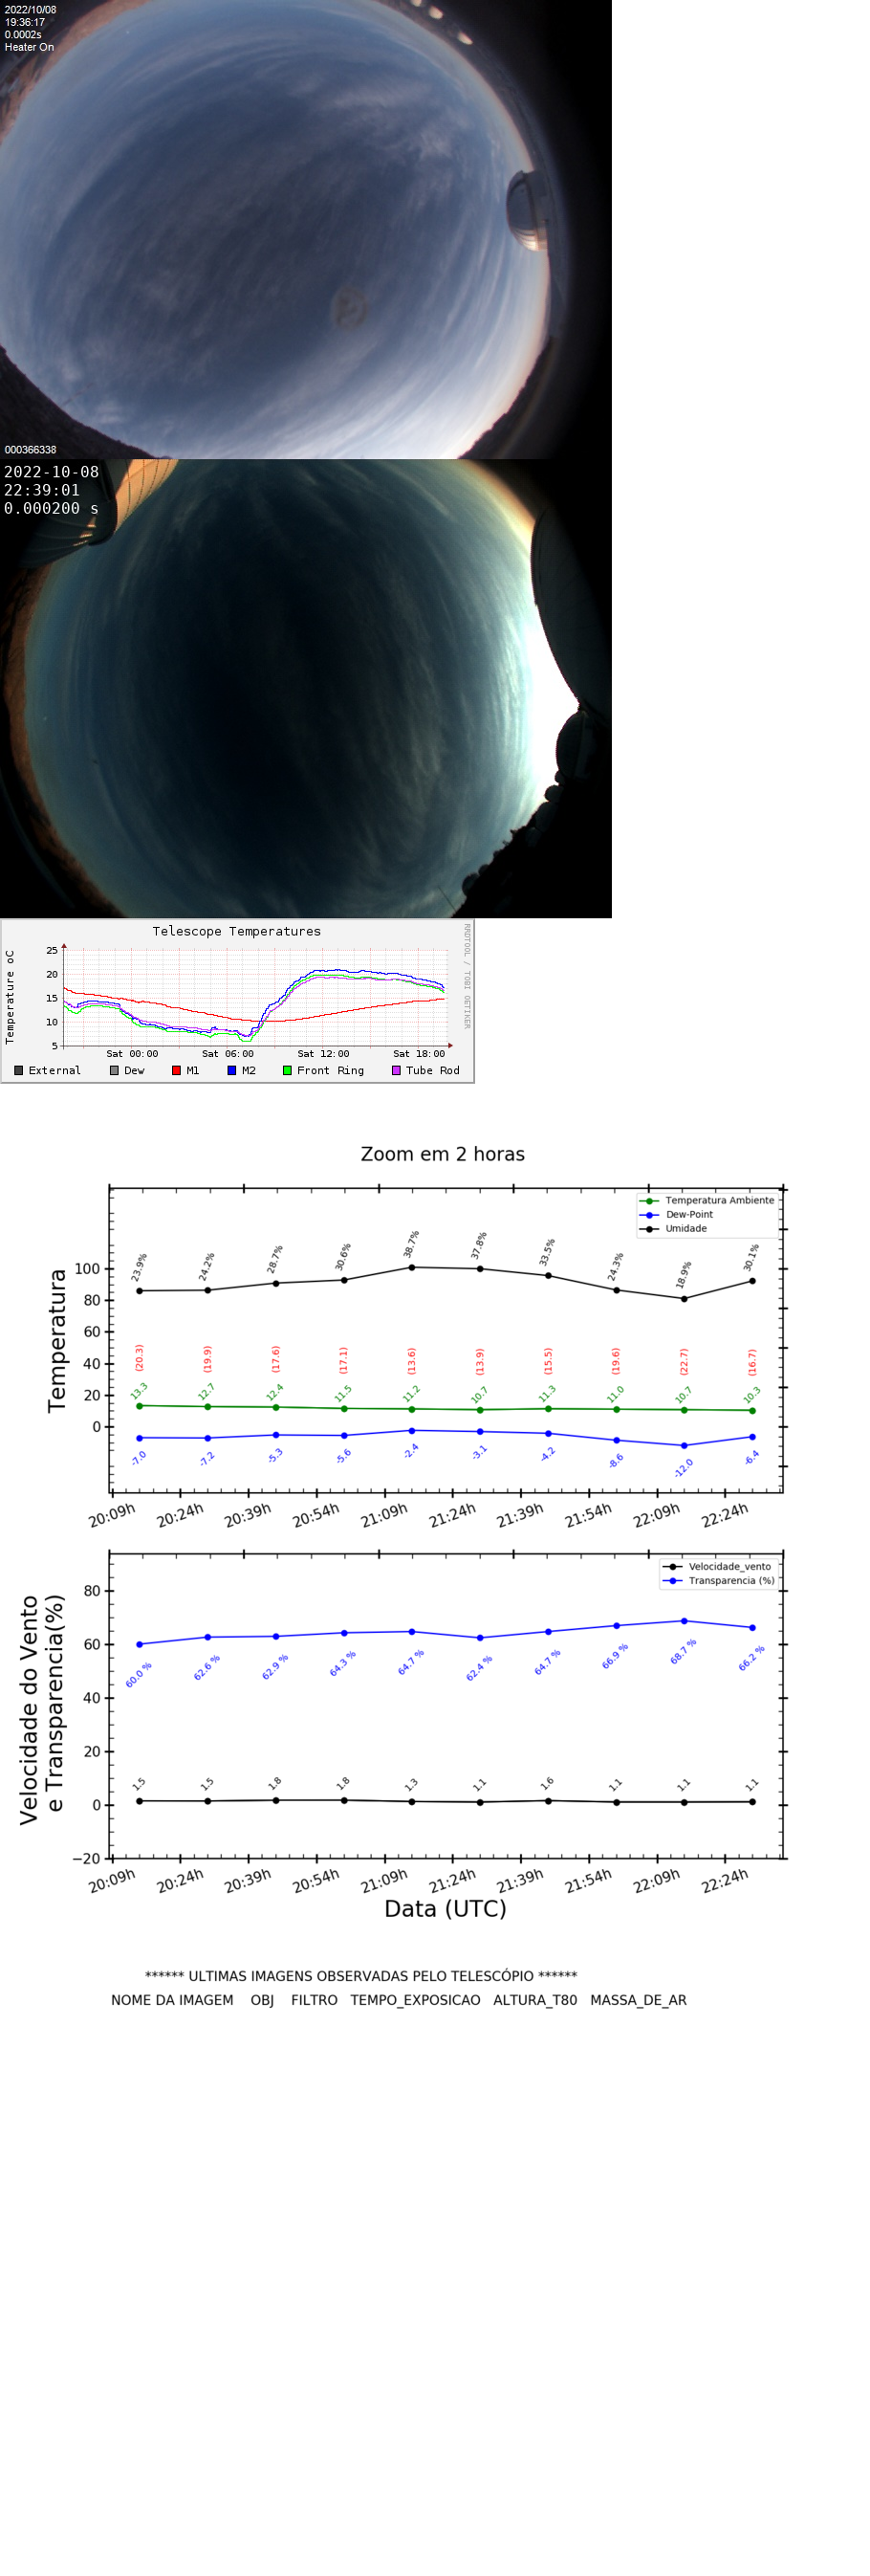 2022/10/08
19:36:17
0.0002s
Heater On
000366338
2022-10-08
22:39:01
0.000200 s
Telescope Temperatures
RRDTOOL / TOBI OETIKER
Temperature oC
25
20
15
10
5
Sat 00:00 Sat 06:00 Sat 12:00 Sat 18:00
External Dew M1 M2 Front Ring Tube Rod
Zoom em 2 horas
Temperatura Ambiente
Dew-Point
Umidade
Temperatura
100
80
60
40
20
0
23.9% 24.2% 28.7% 30.6% 38.7% 37.8% 33.5% 24.3% 18.9% 30.1%
(20.3) (19.9) (17.6) (17.1) (13.6) (13.9) (15.5) (19.6) (22.7) (16.7)
13.3 12.7 12.4 11.5 11.2 10.7 11.3 11.0 10.7 10.3
-7.0 -7.2 -5.3 -5.6 -2.4 -3.1 -4.2 -8.6 -12.0 -6.4
20:09h 20:24h 20:39h 20:54h 21:09h 21:24h 21:39h 21:54h 22:09h 22:24h
Velocidade_vento
Transparencia (%)
Velocidade do Vento
e Transparencia(%)
80
60
40
20
0
−20
60.0 % 62.6 % 62.9 % 64.3 % 64.7 % 62.4 % 64.7 % 66.9 % 68.7 % 66.2 %
1.5 1.5 1.8 1.8 1.3 1.1 1.6 1.1 1.1 1.1
20:09h 20:24h 20:39h 20:54h 21:09h 21:24h 21:39h 21:54h 22:09h 22:24h
Data (UTC)
****** ULTIMAS IMAGENS OBSERVADAS PELO TELESCÓPIO ******
NOME DA IMAGEM OBJ FILTRO TEMPO_EXPOSICAO ALTURA_T80 MASSA_DE_AR